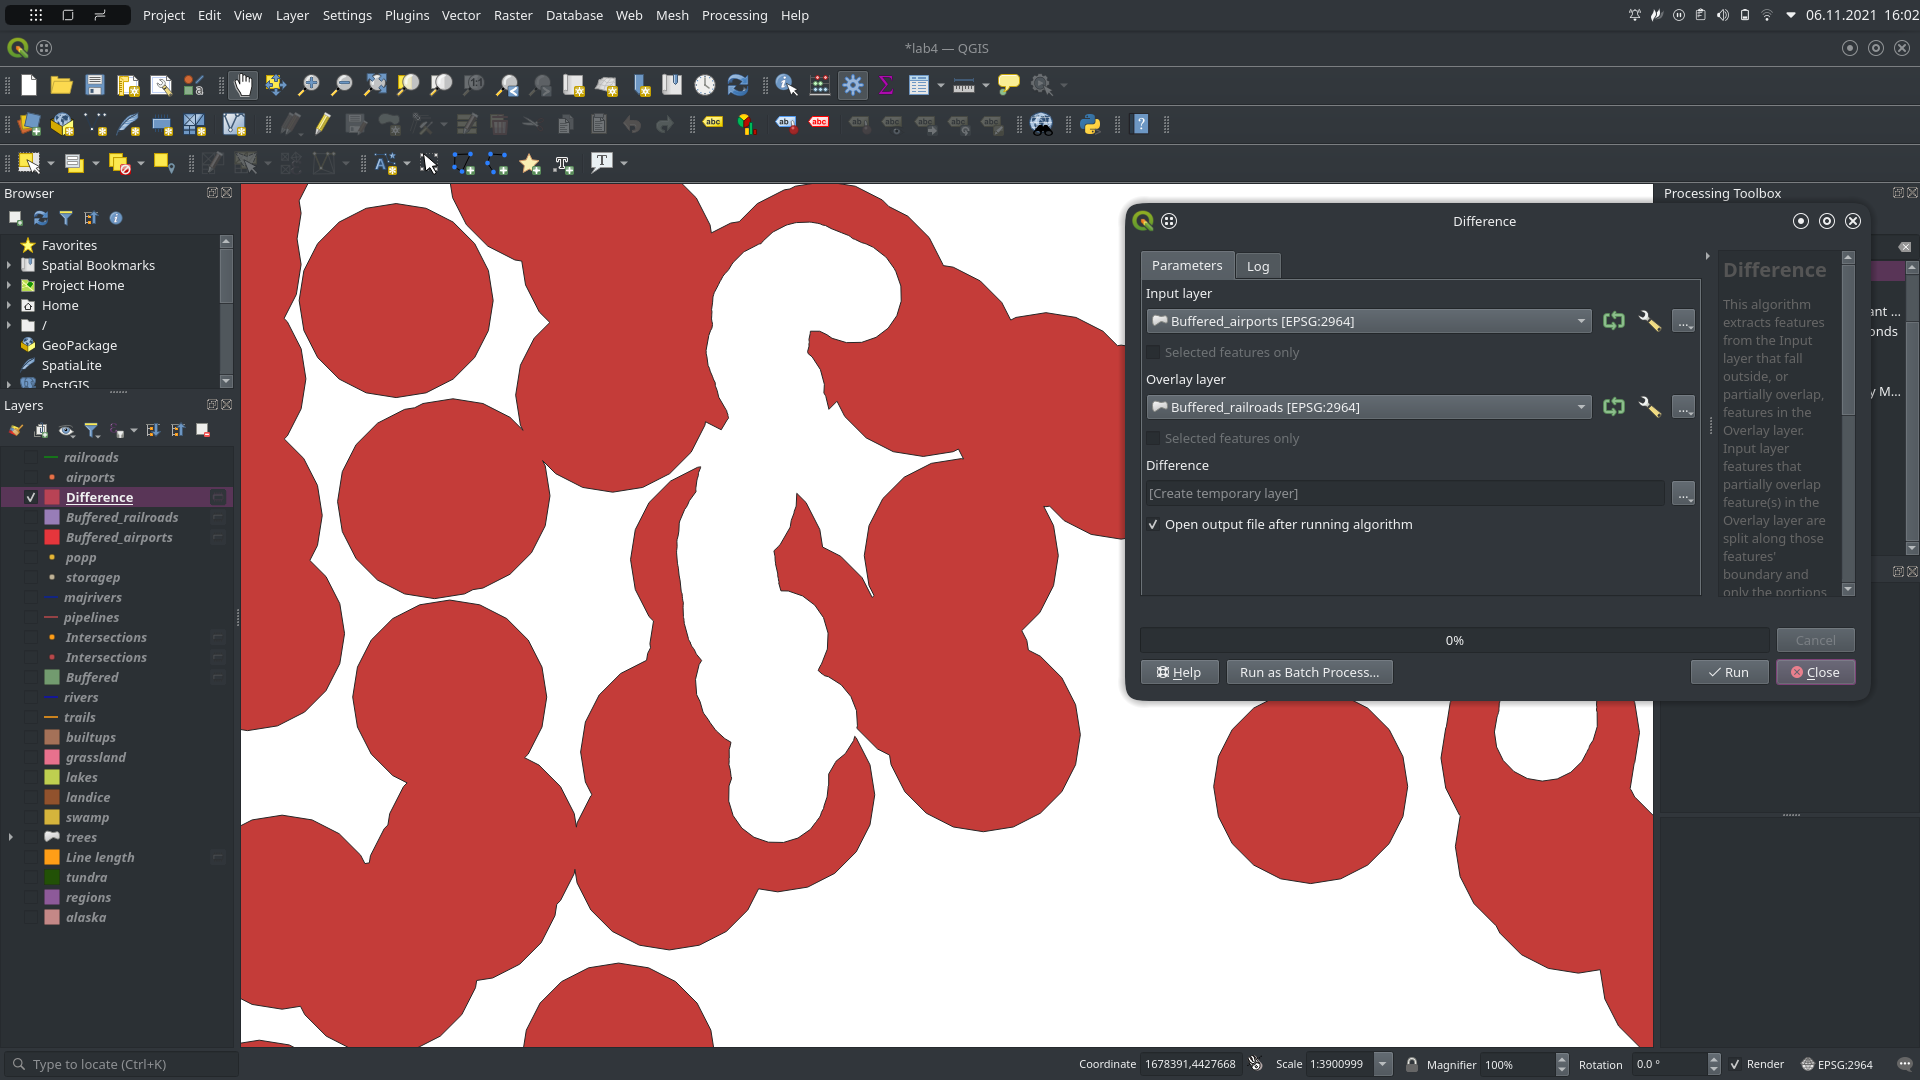 Project Edit View Layer Settings Plugins Vector Raster Database Web Mesh Processing Help
06.11.2021 16:02
*lab4 — QGIS
Browser
Favorites
Spatial Bookmarks
Project Home
Home
/
GeoPackage
SpatiaLite
PostGIS
Layers
railroads
airports
Difference
Buffered_railroads
Buffered_airports
popp
storagep
majrivers
pipelines
Intersections
Intersections
Buffered
rivers
trails
builtups
grassland
lakes
landice
swamp
trees
Line length
tundra
regions
alaska
Processing Toolbox
ant ...
onds
y M...
Difference
Parameters Log
Input layer
Buffered_airports [EPSG:2964]
Selected features only
Overlay layer
Buffered_railroads [EPSG:2964]
Selected features only
Difference
[Create temporary layer]
Open output file after running algorithm
Difference
This algorithm
extracts features
from the Input
layer that fall
outside, or
partially overlap,
features in the
Overlay layer.
Input layer
features that
partially overlap
feature(s) in the
Overlay layer are
split along those
features'
boundary and
only the portions
0% Cancel
Help Run as Batch Process... Run Close
Type to locate (Ctrl+K) Coordinate 1678391,4427668 Scale 1:3900999 Magnifier 100% Rotation 0.0 ° Render EPSG:2964